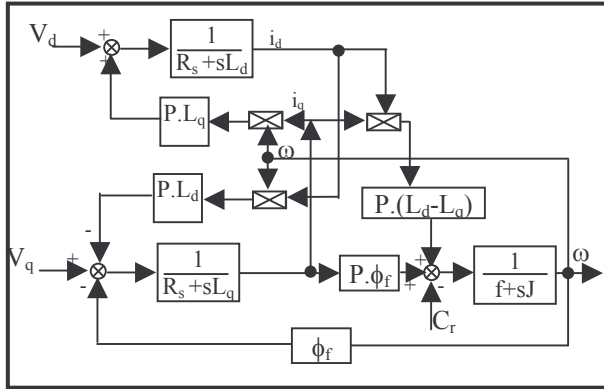 V_d
+
+
1
R_s+sL_d
i_d
P.L_q
i_q
ω
P.L_d
P.(L_d-L_q)
-
V_q
+
-
1
R_s+sL_q
P.ϕ_f
+
+
-
C_r
1
f+sJ
ω
ϕ_f